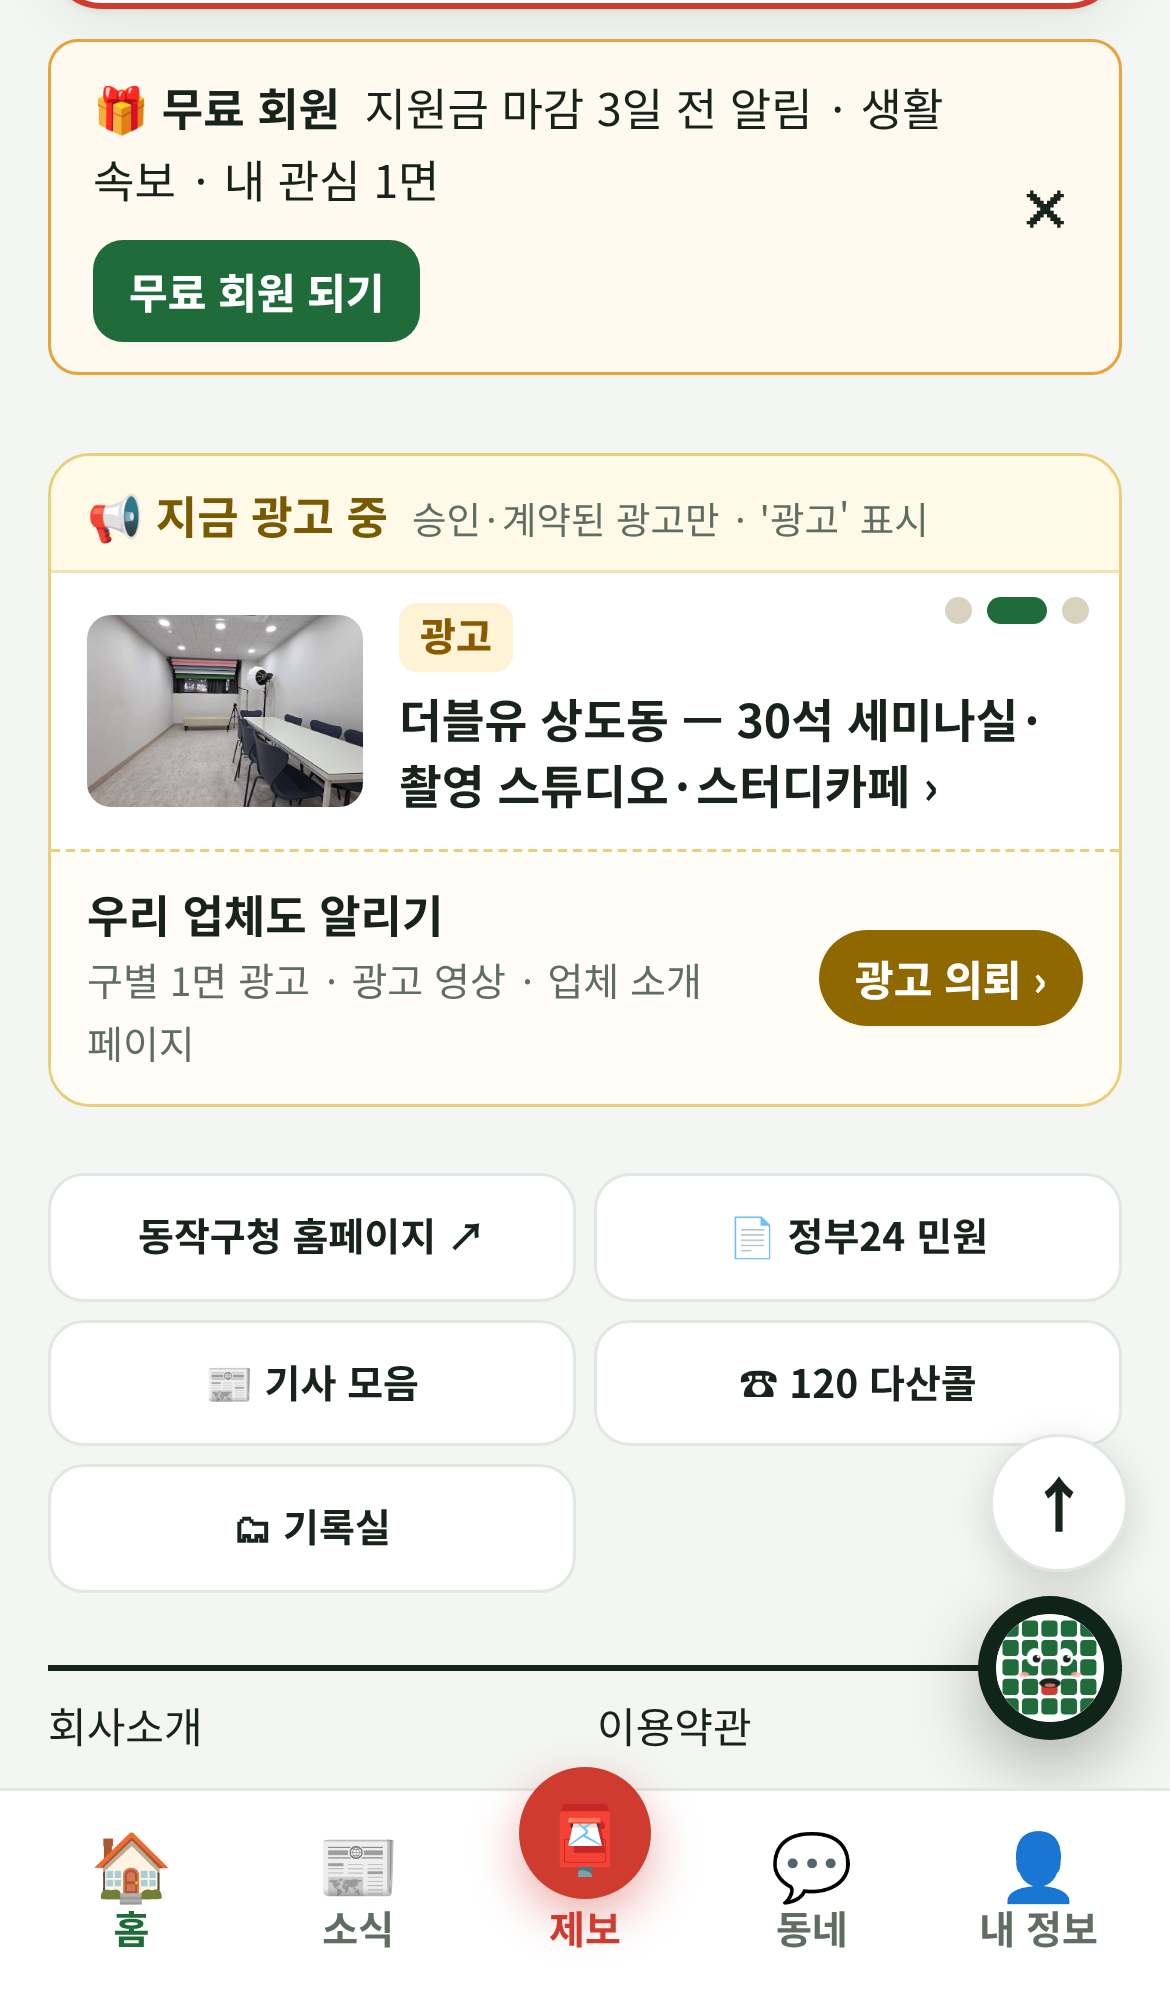 🎁 무료 회원 지원금 마감 3일 전 알림 · 생활
속보 · 내 관심 1면
✕
무료 회원 되기
📢 지금 광고 중 승인·계약된 광고만 · '광고' 표시
광고
더블유 상도동 — 30석 세미나실·
촬영 스튜디오·스터디카페 ›
우리 업체도 알리기
구별 1면 광고 · 광고 영상 · 업체 소개
페이지
광고 의뢰 ›
동작구청 홈페이지 ↗
📄 정부24 민원
📰 기사 모음
☎ 120 다산콜
🗂 기록실
↑
회사소개
이용약관
홈
소식
제보
동네
내 정보